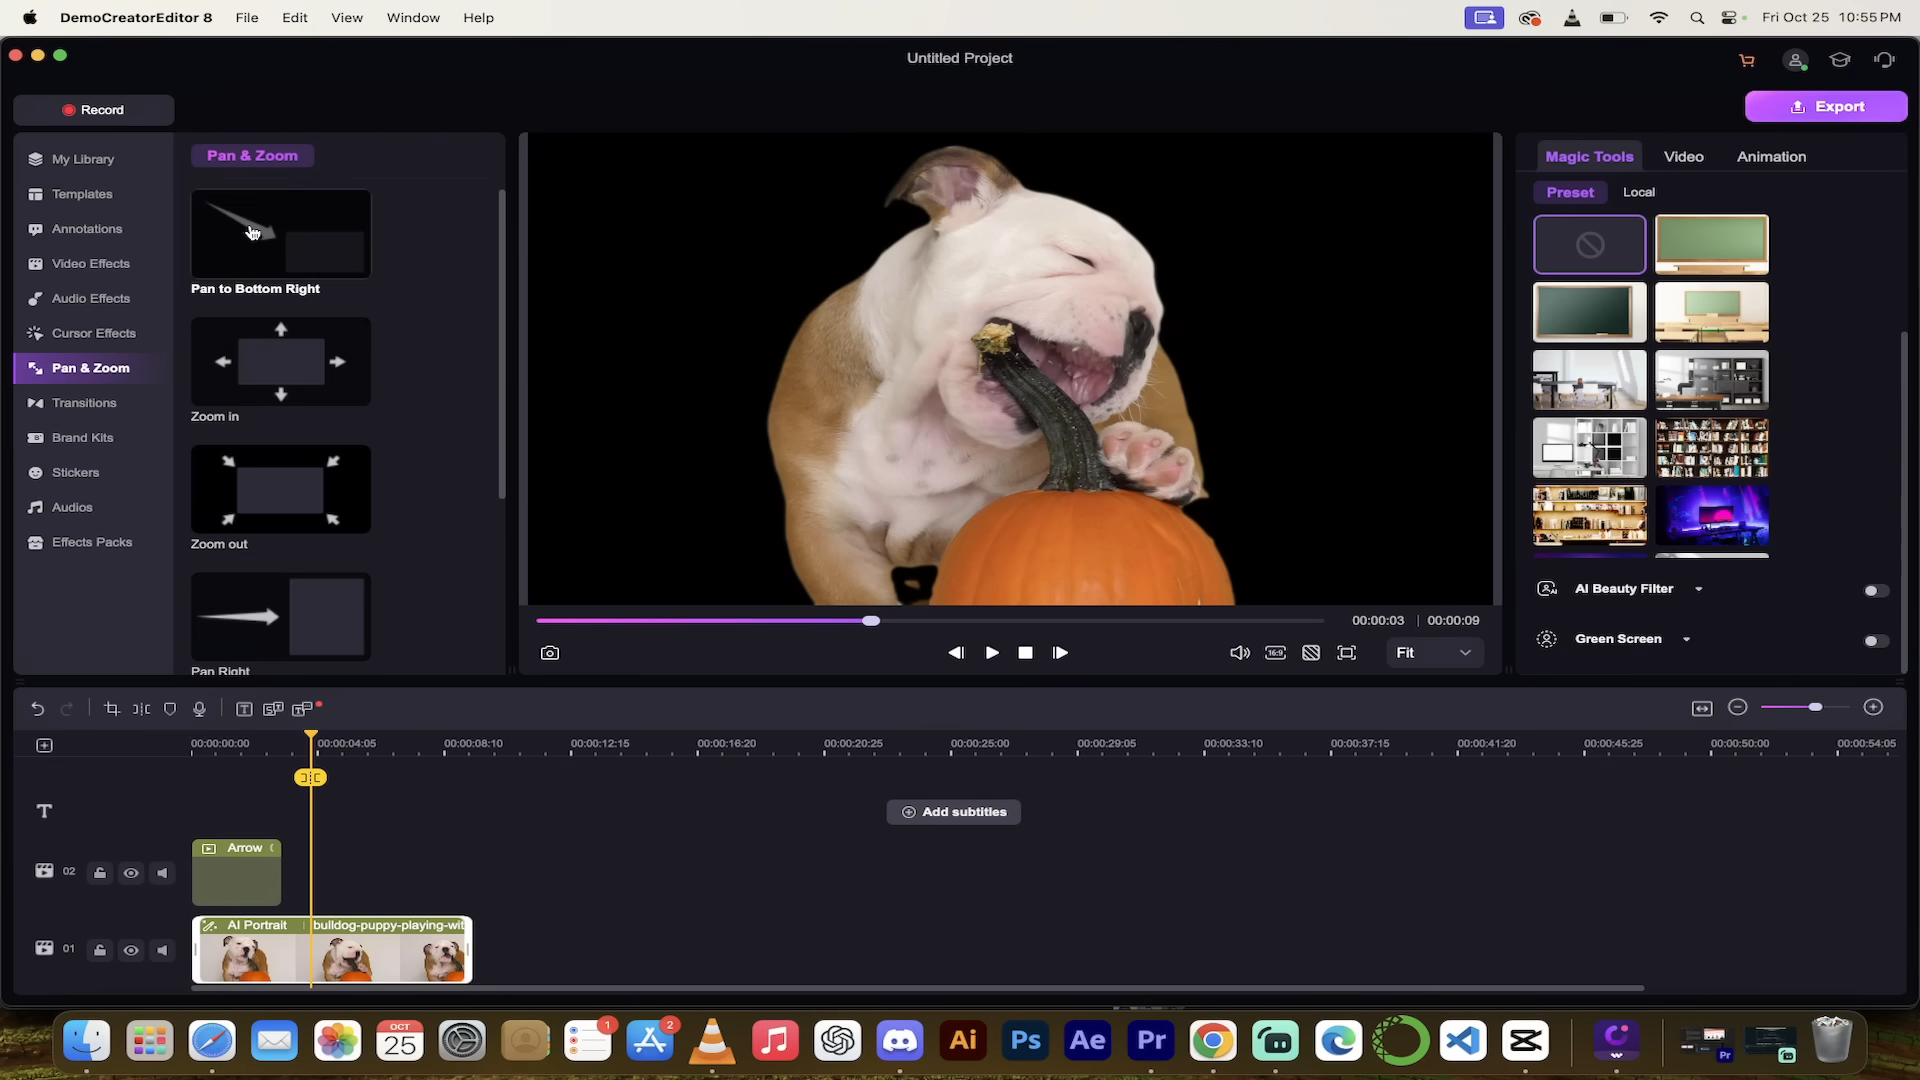 DemoCreatorEditor 8 File Edit View Window Help Fri Oct 25 10:55 PM
Untitled Project
Record
Export
My Library
Templates
Annotations
Video Effects
Audio Effects
Cursor Effects
Pan & Zoom
Transitions
Brand Kits
Stickers
Audios
Effects Packs
Pan & Zoom
Pan to Bottom Right
Zoom in
Zoom out
Pan Right
00:00:03 | 00:00:09
16:9
Fit
Magic Tools Video Animation
Preset Local
AI Beauty Filter
Green Screen
00:00:00:00 00:00:04:05 00:00:08:10 00:00:12:15 00:00:16:20 00:00:20:25 00:00:25:00 00:00:29:05 00:00:33:10 00:00:37:15 00:00:41:20 00:00:45:25 00:00:50:00 00:00:54:05
T
Add subtitles
02 Arrow (
AI Portrait bulldog-puppy-playing-wit
01
OCT
25
1
2
Ai
Ps
Ae
Pr
Pr